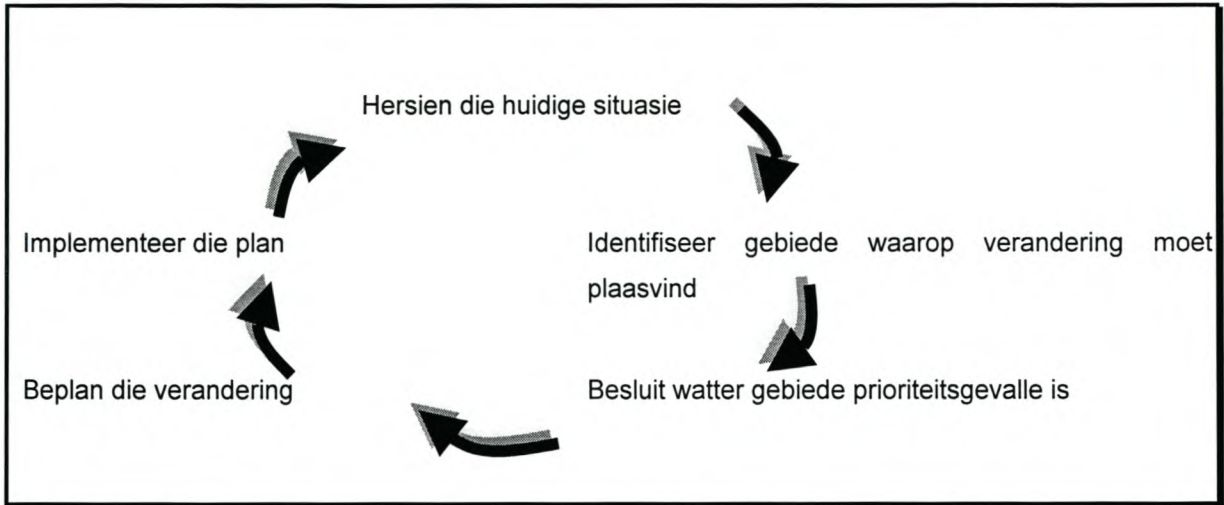 Hersien die huidige situasie
Identifiseer gebiede waarop verandering moet
plaasvind
Besluit watter gebiede prioriteitsgevalle is
Beplan die verandering
Implementeer die plan